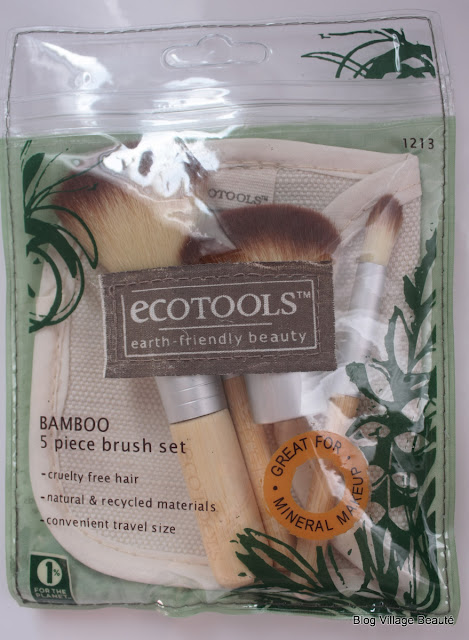 1213
ECOTOOLS™
ecoTOOLS™
earth-friendly beauty
BAMBOO
5 piece brush set
-cruelty free hair
-natural & recycled materials
-convenient travel size
• GREAT FOR •
MINERAL MAKEUP
1%
FOR THE
PLANET
Blog Village Beauté